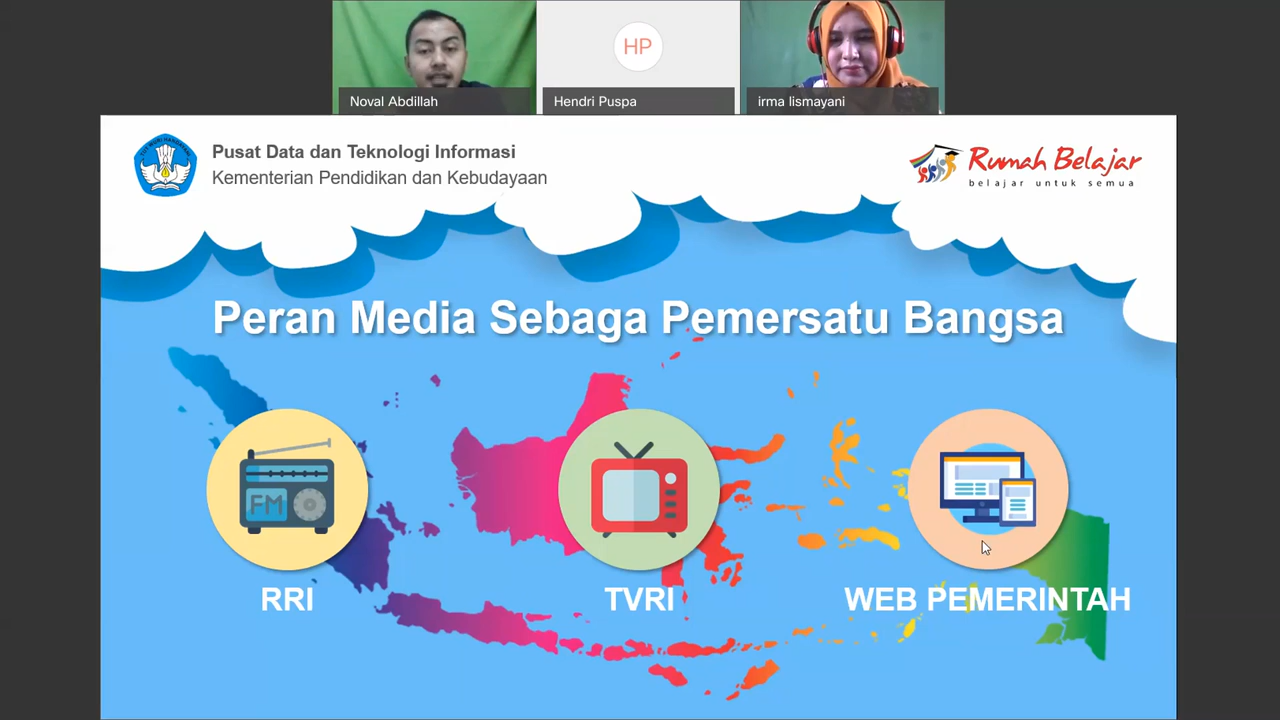 HP
Noval Abdillah
Hendri Puspa
irma lismayani
Pusat Data dan Teknologi Informasi
Kementerian Pendidikan dan Kebudayaan
Rumah Belajar
belajar untuk semua
Peran Media Sebaga Pemersatu Bangsa
FM
RRI
TVRI
WEB PEMERINTAH